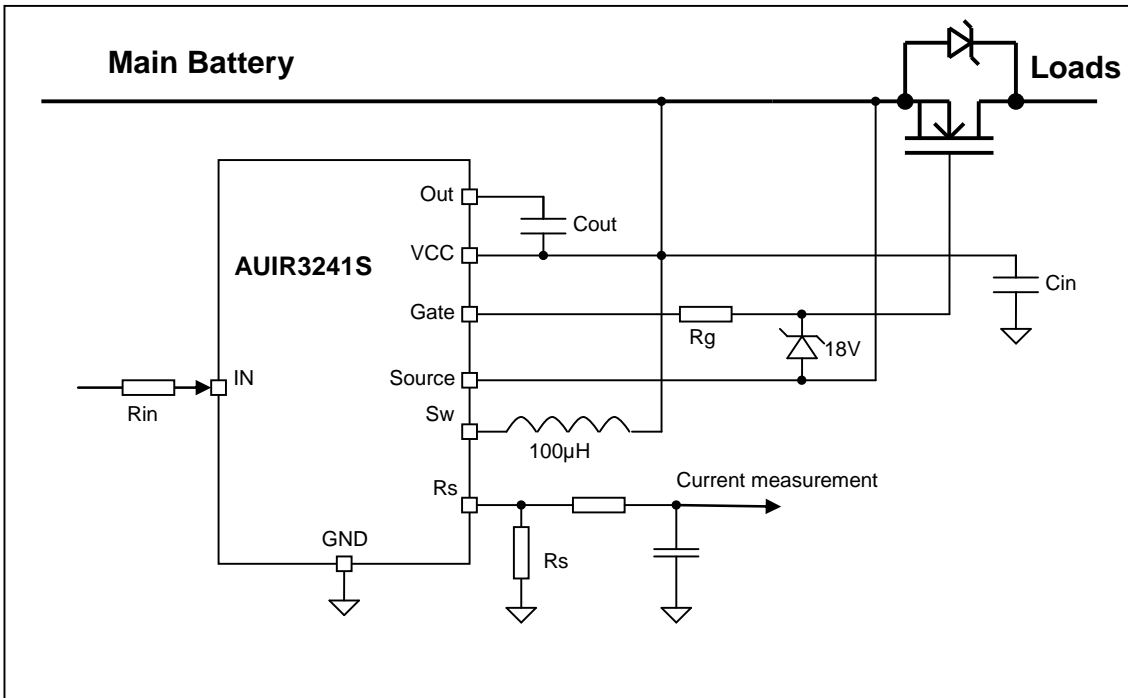 Main Battery
Loads
Out
Cout
VCC
AUIR3241S
Cin
Gate
Rg
18V
IN
Source
Rin
Sw
100µH
Rs
Current measurement
GND
Rs